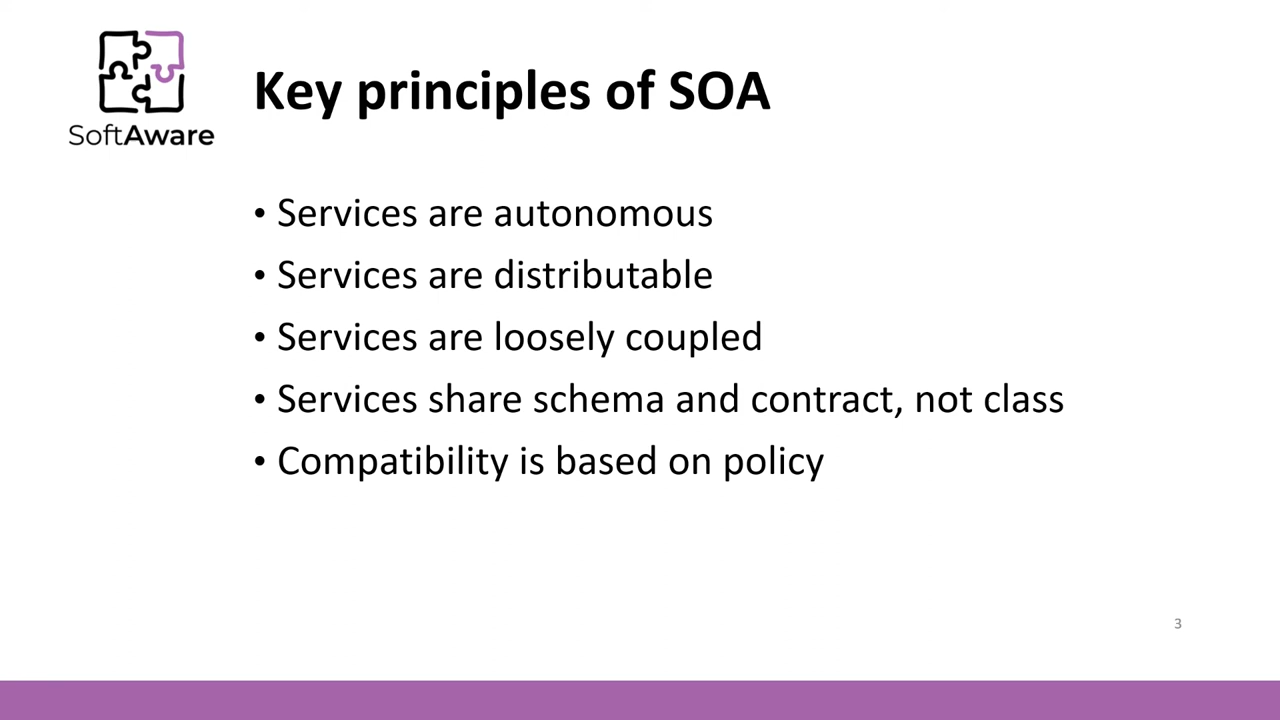 SoftAware
Key principles of SOA
• Services are autonomous
• Services are distributable
• Services are loosely coupled
• Services share schema and contract, not class
• Compatibility is based on policy
3